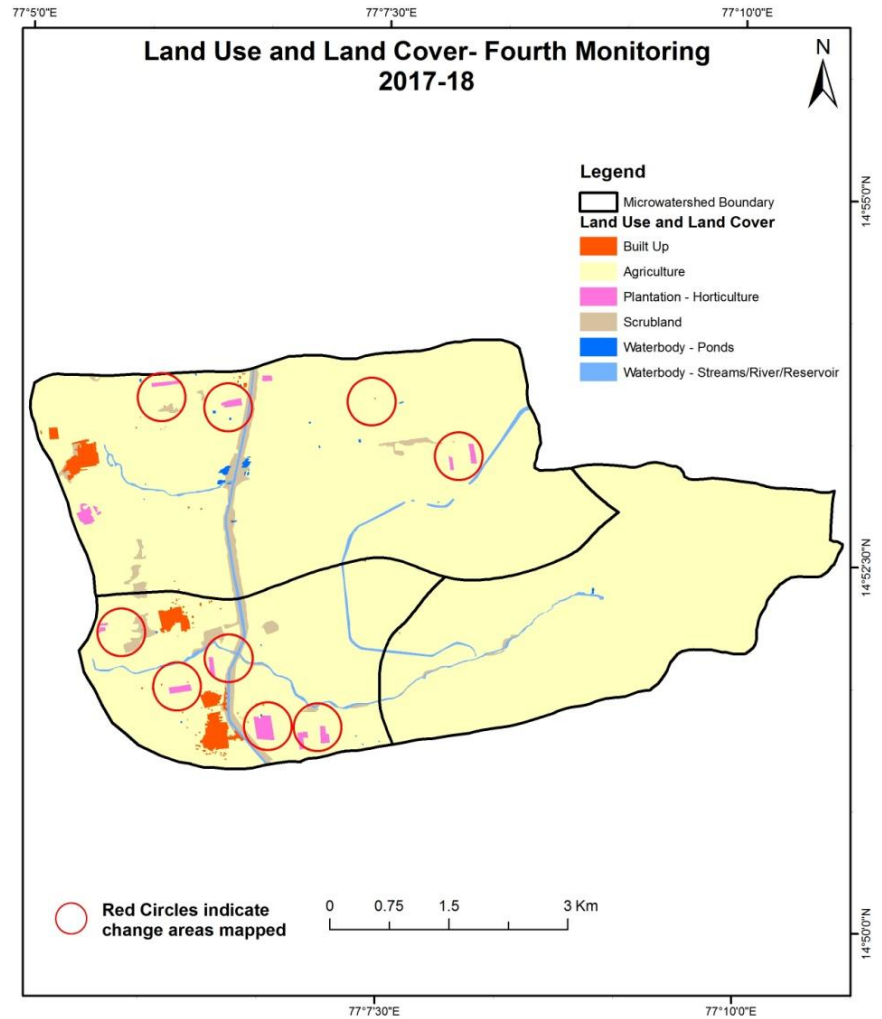 77°5'0"E
77°7'30"E
77°10'0"E
Land Use and Land Cover- Fourth Monitoring
2017-18
N
Legend
Microwatershed Boundary
Land Use and Land Cover
Built Up
Agriculture
Plantation - Horticulture
Scrubland
Waterbody - Ponds
Waterbody - Streams/River/Reservoir
14°55'0"N
14°52'30"N
14°50'0"N
Red Circles indicate
change areas mapped
0 0.75 1.5 3 Km
77°7'30"E
77°10'0"E